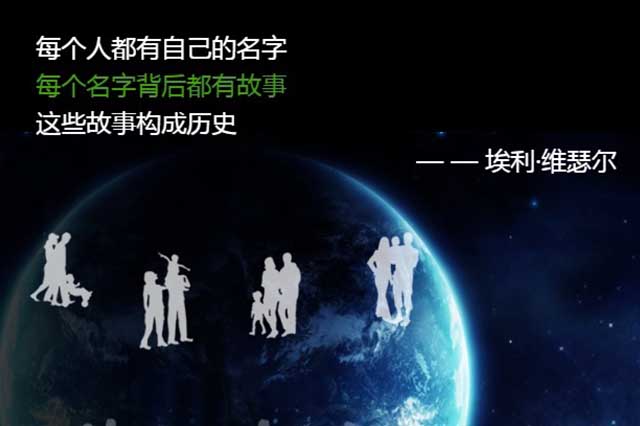 每个人都有自己的名字
每个名字背后都有故事
这些故事构成历史
— — 埃利·维瑟尔